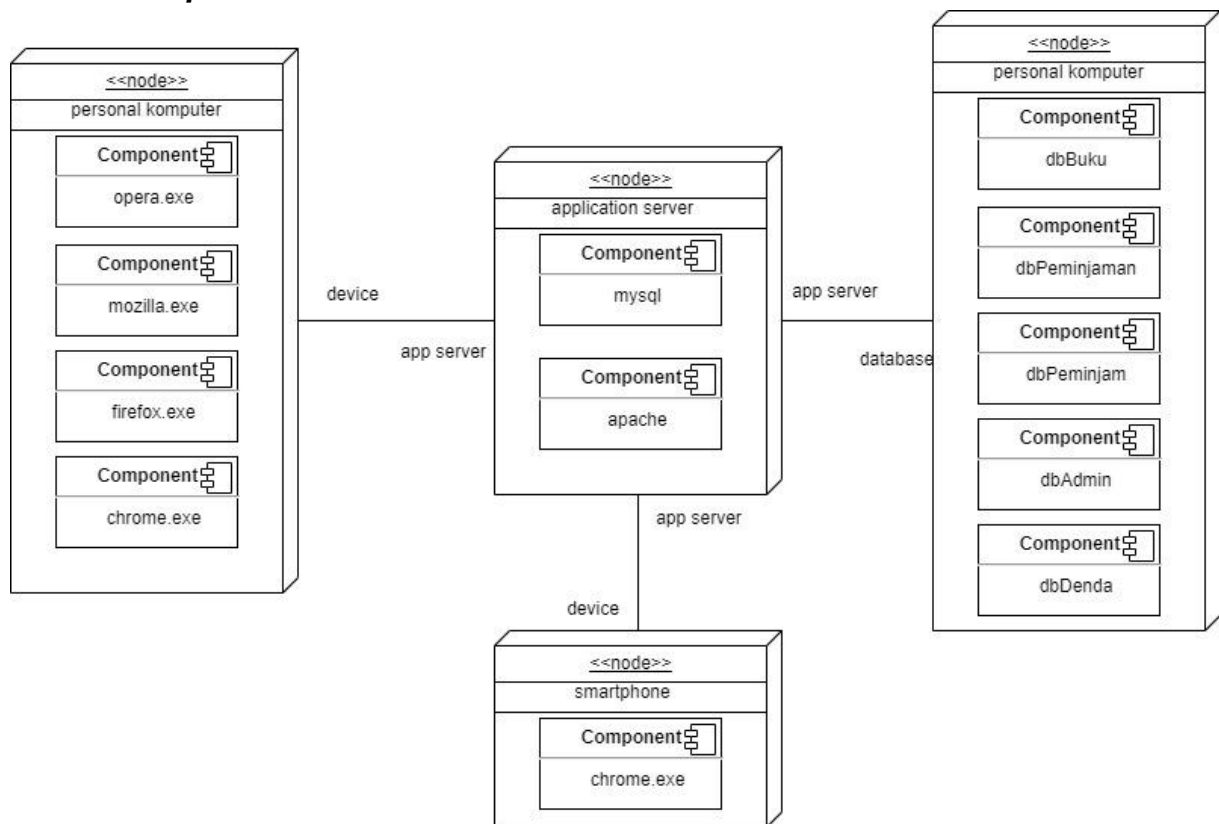 <<node>>
personal komputer
Component
opera.exe
Component
mozilla.exe
Component
firefox.exe
Component
chrome.exe
device
app server
<<node>>
application server
Component
mysql
Component
apache
app server
device
<<node>>
smartphone
Component
chrome.exe
app server
database
<<node>>
personal komputer
Component
dbBuku
Component
dbPeminjaman
Component
dbPeminjam
Component
dbAdmin
Component
dbDenda